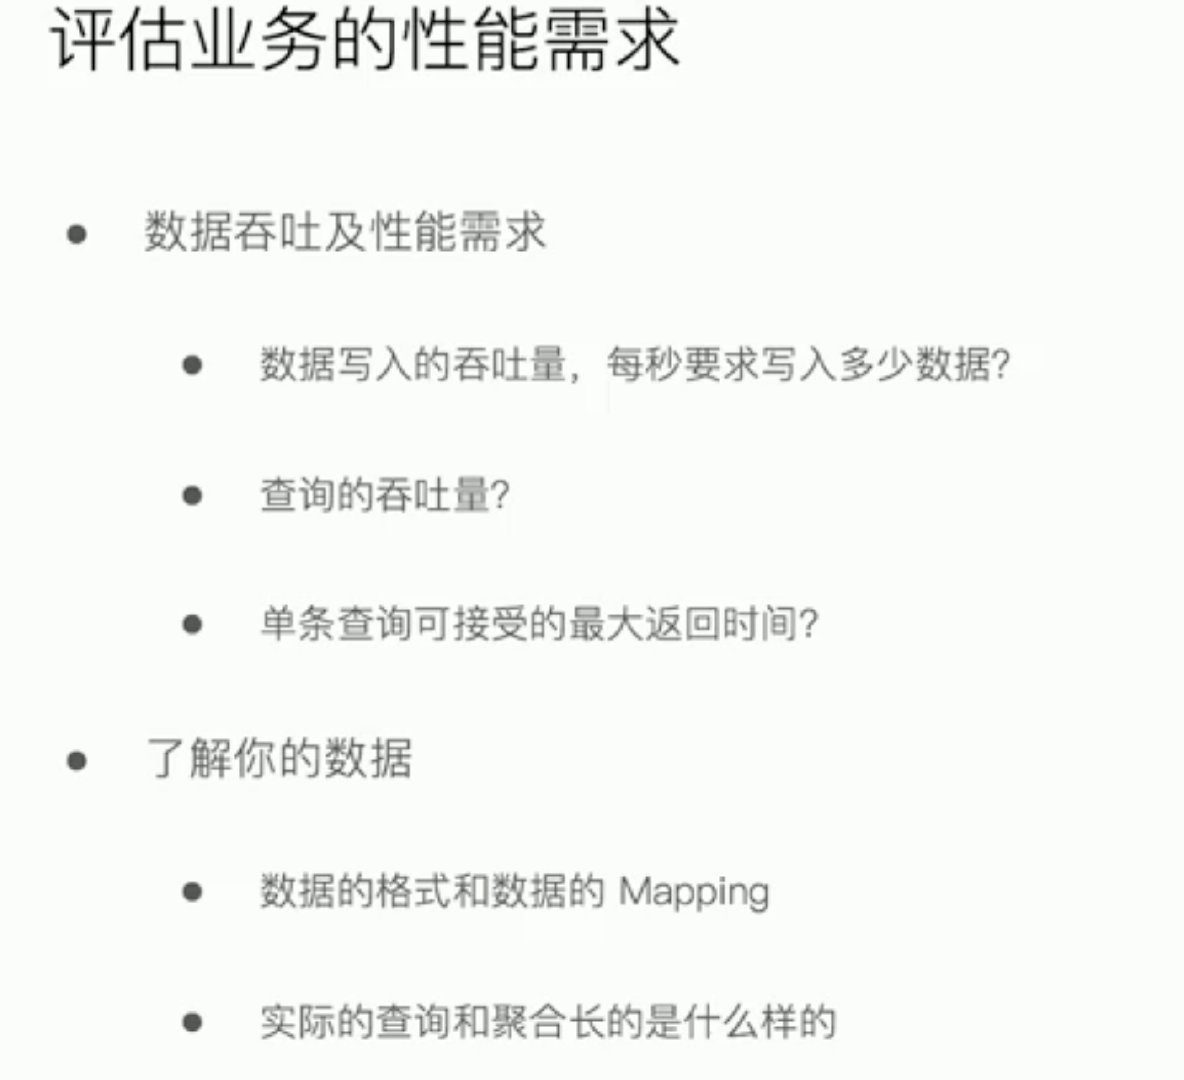 评估业务的性能需求
● 数据吞吐及性能需求
● 数据写入的吞吐量，每秒要求写入多少数据？
● 查询的吞吐量？
● 单条查询可接受的最大返回时间？
● 了解你的数据
● 数据的格式和数据的 Mapping
● 实际的查询和聚合长的是什么样的